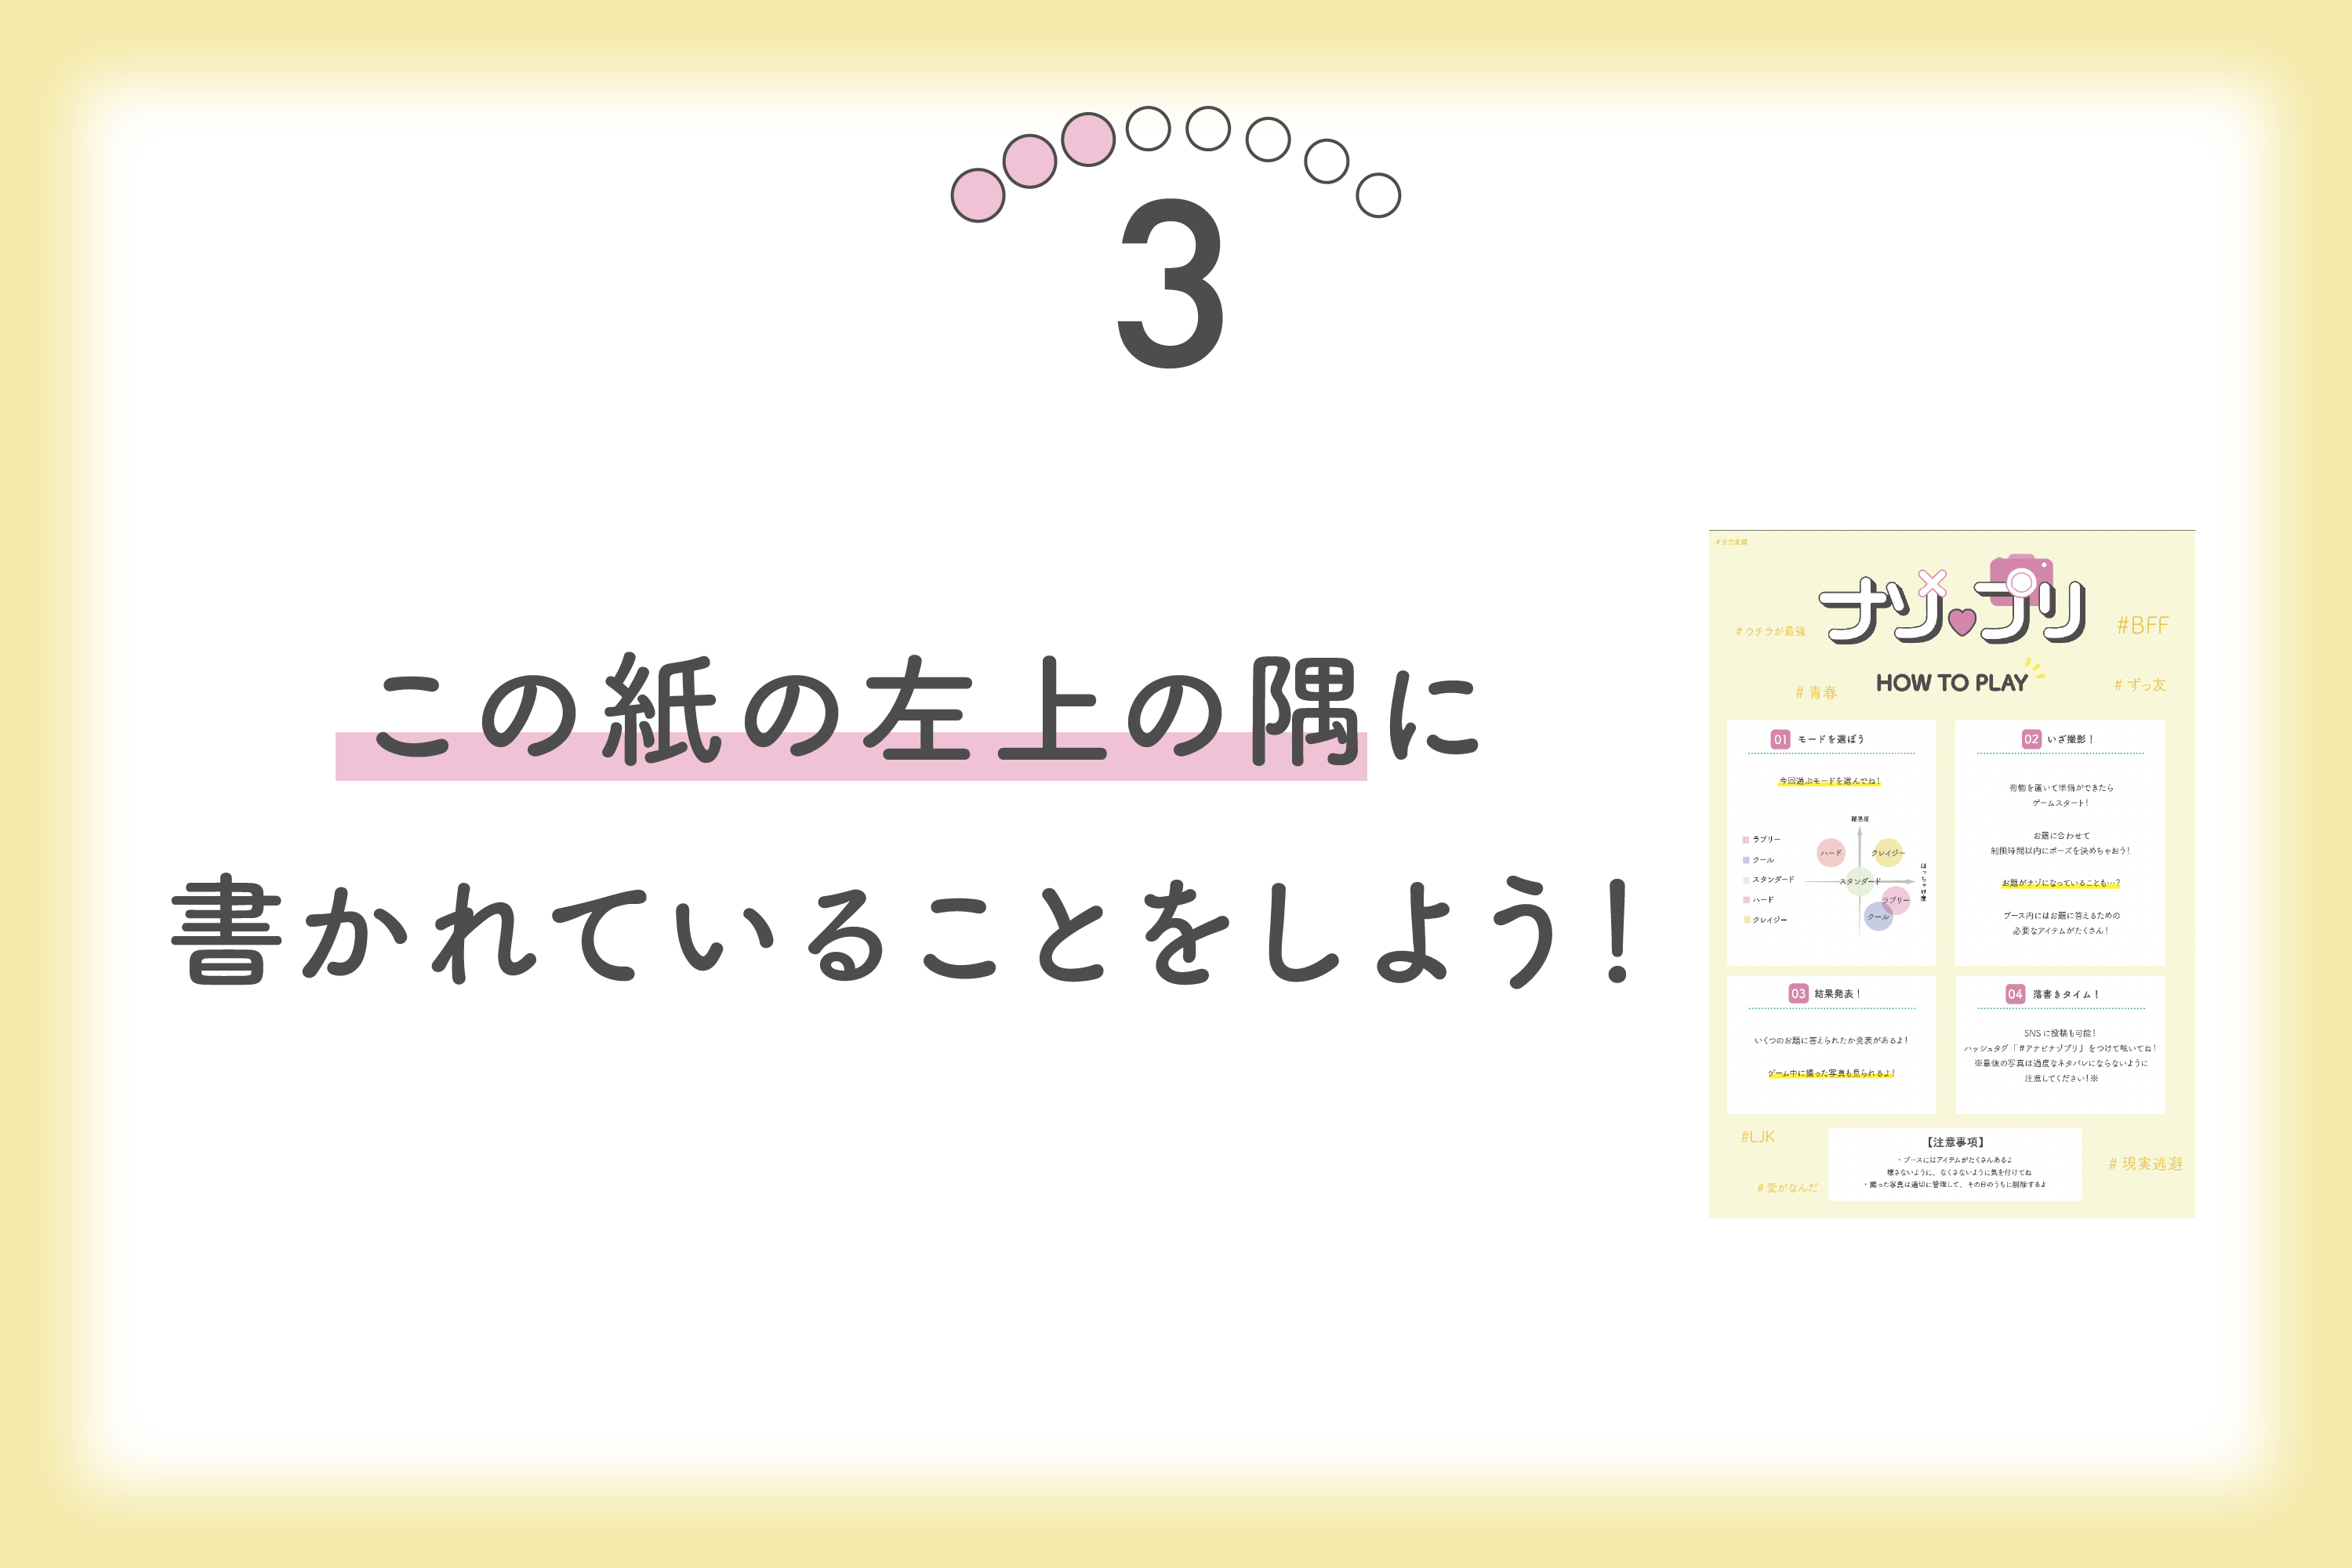 3
この紙の左上の隅に
書かれていることをしよう!
#全力変顔
ナゾ プリ
#ウチラが最強
#BFF
HOW TO PLAY
#青春
#ずっ友
01 モードを選ぼう
今回遊ぶモードを選んでね!
難易度
ハード
クレイジー
スタンダード
はっちゃけ度
ラブリー
クール
ラブリー
クール
スタンダード
ハード
クレイジー
02 いざ撮影!
荷物を置いて準備ができたら
ゲームスタート!
お題に合わせて
制限時間以内にポーズを決めちゃおう!
お題がナゾになっていることも…?
ブース内にはお題に答えるための
必要なアイテムがたくさん!
03 結果発表!
いくつのお題に答えられたか発表があるよ!
ゲーム中に撮った写真も見られるよ!
04 落書きタイム!
SNSに投稿も可能!
ハッシュタグ「#アナビナゾプリ」をつけて呟いてね!
※最後の写真は過度なネタバレにならないように
注意してください!※
#LJK
#愛がなんだ
【注意事項】
・ブースにはアイテムがたくさんあるよ
壊さないように、なくさないように気を付けてね
・撮った写真は適切に管理して、その日のうちに削除するよ
#現実逃避